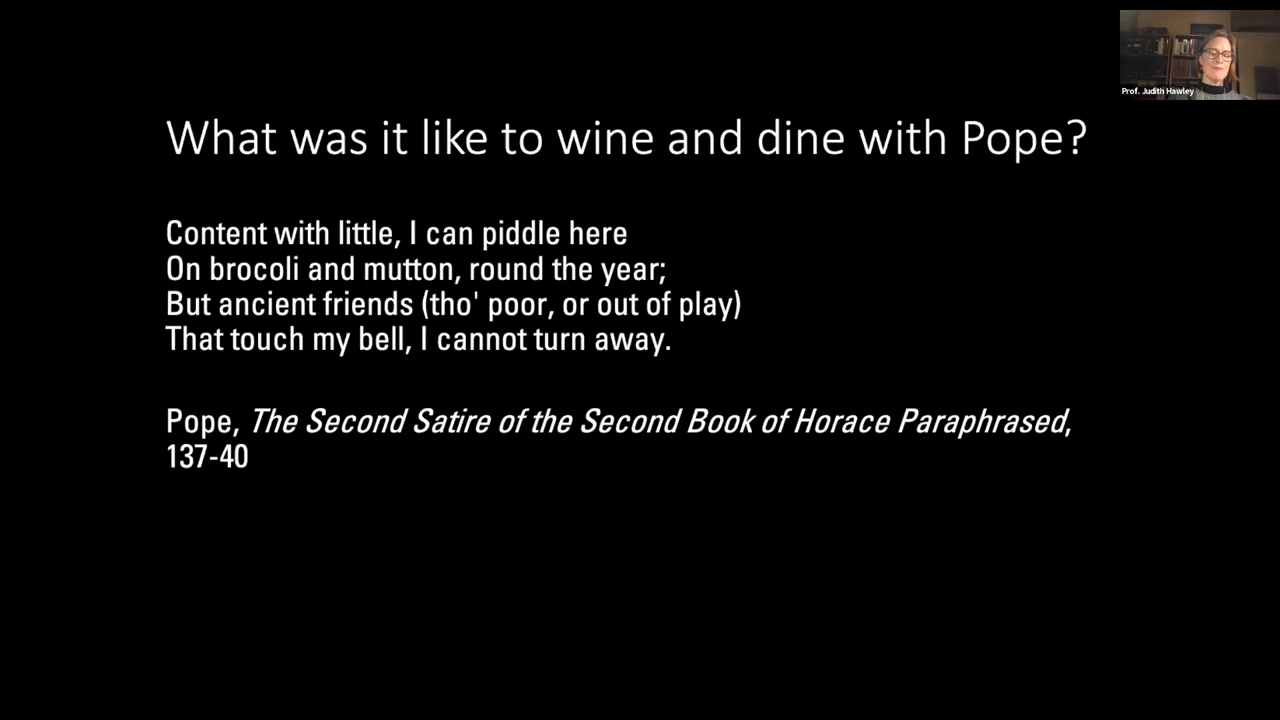 Prof. Judith Hawley
What was it like to wine and dine with Pope?
Content with little, I can piddle here
On brocoli and mutton, round the year;
But ancient friends (tho' poor, or out of play)
That touch my bell, I cannot turn away.
Pope, The Second Satire of the Second Book of Horace Paraphrased,
137-40